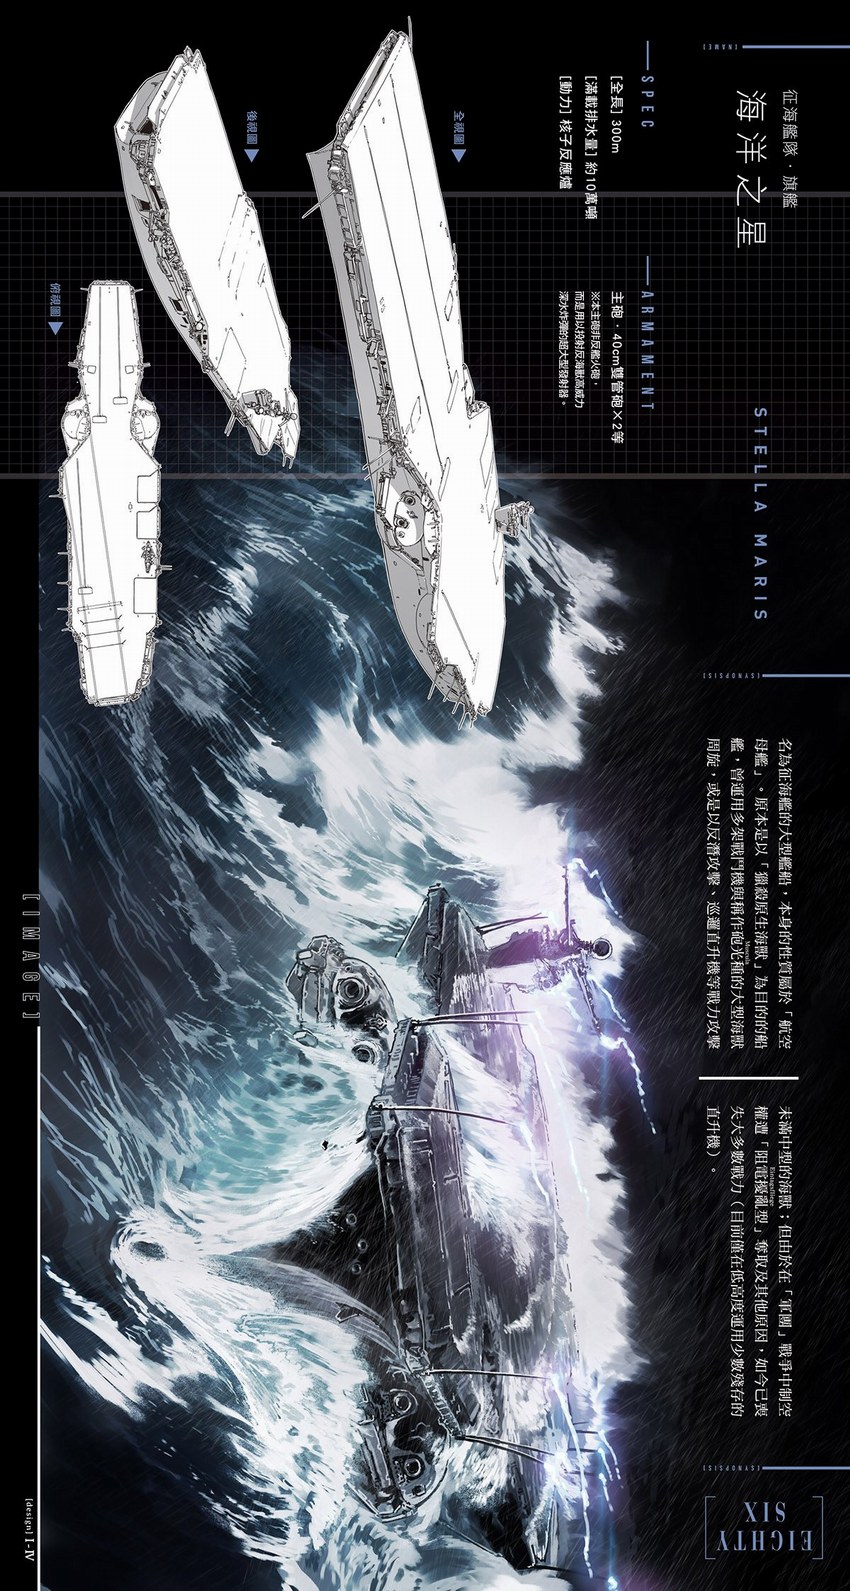 [NAME]
征海艦隊·旗艦
海洋之星
STELLA MARIS
SPEC
[全長] 300m
[滿載排水量] 約10萬噸
[動力] 核子反應爐
ARMAMENT
主砲·40cm雙管砲×2等
※本主砲非反艦火砲，
而是用以投射反海獸高威力
深水炸彈的超大型發射器。
全視圖
後視圖
俯視圖
[SYNOPSIS]
名為征海艦的大型艦船，本身的性質屬於「航空
母艦」。原本是以「獵殺原生海獸」為目的的船
艦，曾運用多架戰鬥機與稱作砲光種的大型海獸
Musukura
周旋，或是以反潛攻擊、巡邏直升機等戰力攻擊
未滿中型的海獸；但由於在「軍團」戰爭中制空
權遭「阻電擾亂型」奪取及其他原因，如今已喪
Eintagsfliege
失大多數戰力（目前僅在低高度運用少數殘存的
直升機）。
[SYNOPSIS]
EIGHTY
SIX
[IMAGE]
[design] I-IV